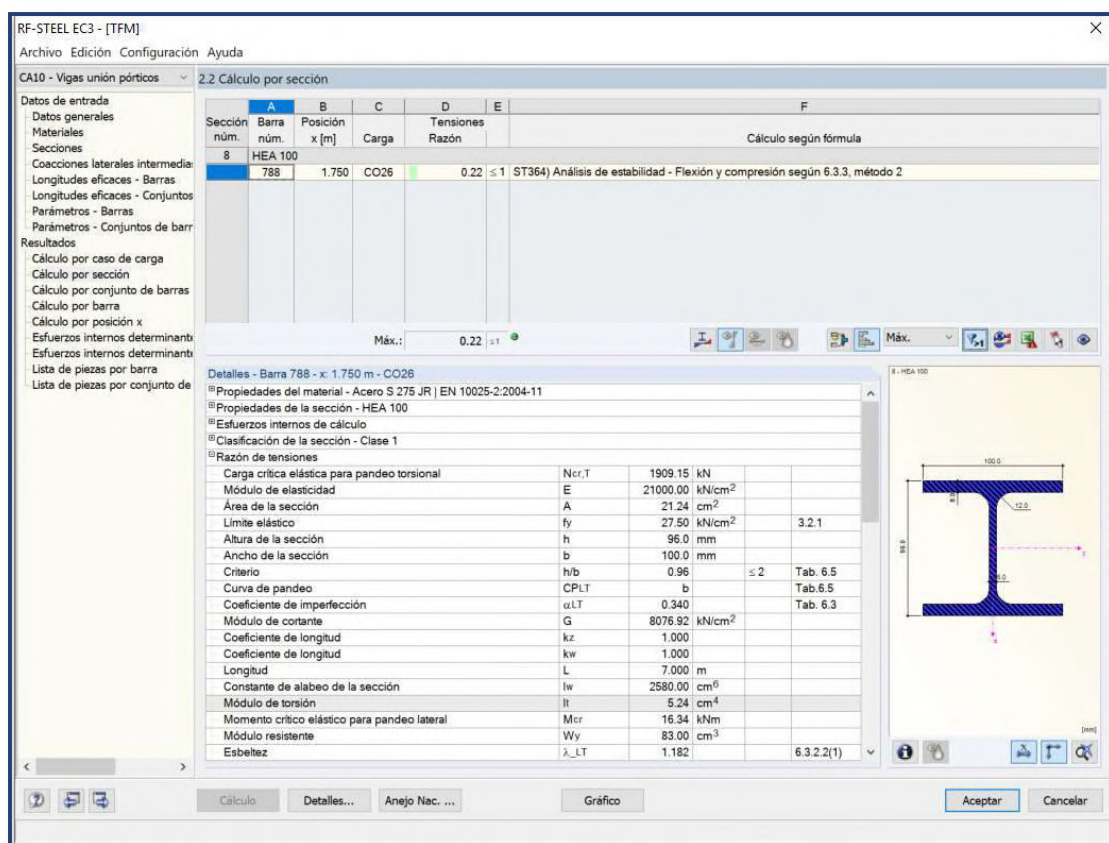 RF-STEEL EC3 - [TFM]
Archivo Edición Configuración Ayuda
CA10 - Vigas unión pórticos
2.2 Cálculo por sección
Datos de entrada
Datos generales
Materiales
Secciones
Coacciones laterales intermedia
Longitudes eficaces - Barras
Longitudes eficaces - Conjuntos
Parámetros - Barras
Parámetros - Conjuntos de barr
Resultados
Cálculo por caso de carga
Cálculo por sección
Cálculo por conjunto de barras
Cálculo por barra
Cálculo por posición x
Esfuerzos internos determinant
Esfuerzos internos determinant
Lista de piezas por barra
Lista de piezas por conjunto de
A B C D E F
Sección Barra Posición Tensiones
núm. núm. x [m] Carga Razón Cálculo según fórmula
8 HEA 100
788 1.750 CO26 0.22 ≤ 1 ST364) Análisis de estabilidad - Flexión y compresión según 6.3.3, método 2
Máx.: 0.22 ≤1 Máx.
Detalles - Barra 788 - x: 1.750 m - CO26
Propiedades del material - Acero S 275 JR | EN 10025-2:2004-11
Propiedades de la sección - HEA 100
Esfuerzos internos de cálculo
Clasificación de la sección - Clase 1
Razón de tensiones
Carga crítica elástica para pandeo torsional Ncr,T 1909.15 kN
Módulo de elasticidad E 21000.00 kN/cm2
Área de la sección A 21.24 cm2
Límite elástico fy 27.50 kN/cm2 3.2.1
Altura de la sección h 96.0 mm
Ancho de la sección b 100.0 mm
Criterio h/b 0.96 ≤ 2 Tab. 6.5
Curva de pandeo CPLT b Tab.6.5
Coeficiente de imperfección αLT 0.340 Tab. 6.3
Módulo de cortante G 8076.92 kN/cm2
Coeficiente de longitud kz 1.000
Coeficiente de longitud kw 1.000
Longitud L 7.000 m
Constante de alabeo de la sección Iw 2580.00 cm6
Módulo de torsión It 5.24 cm4
Momento crítico elástico para pandeo lateral Mcr 16.34 kNm
Módulo resistente Wy 83.00 cm3
Esbeltez λ_LT 1.182 6.3.2.2(1)
8 - HEA 100
100.0
8.0
12.0
96.0
5.0
y
z
[mm]
Cálculo Detalles... Anejo Nac. ... Gráfico Aceptar Cancelar